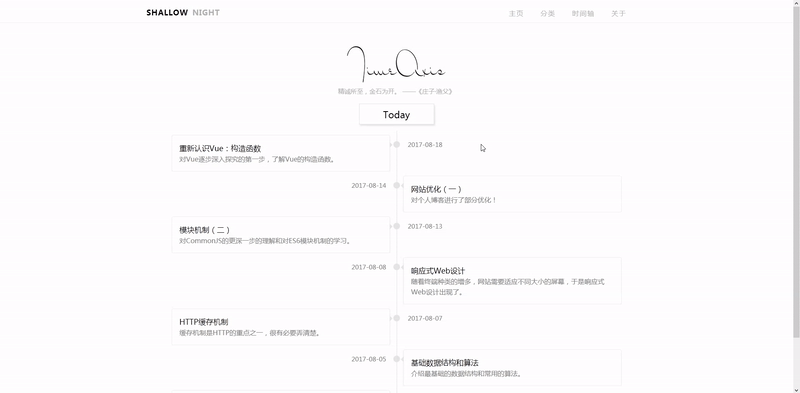 SHALLOW NIGHT
主页 分类 时间轴 关于
TimeAxis
精诚所至，金石为开。 ——《庄子·渔父》
Today
重新认识Vue：构造函数
对Vue逐步深入探究的第一步，了解Vue的构造函数。
2017-08-18
2017-08-14
网站优化（一）
对个人博客进行了部分优化！
模块机制（二）
对CommonJS的更深一步的理解和对ES6模块机制的学习。
2017-08-13
2017-08-08
响应式Web设计
随着终端种类的增多，网站需要适应不同大小的屏幕，于是响应式
Web设计出现了。
HTTP缓存机制
缓存机制是HTTP的重点之一，很有必要弄清楚。
2017-08-07
2017-08-05
基础数据结构和算法
介绍最基础的数据结构和常用的算法。